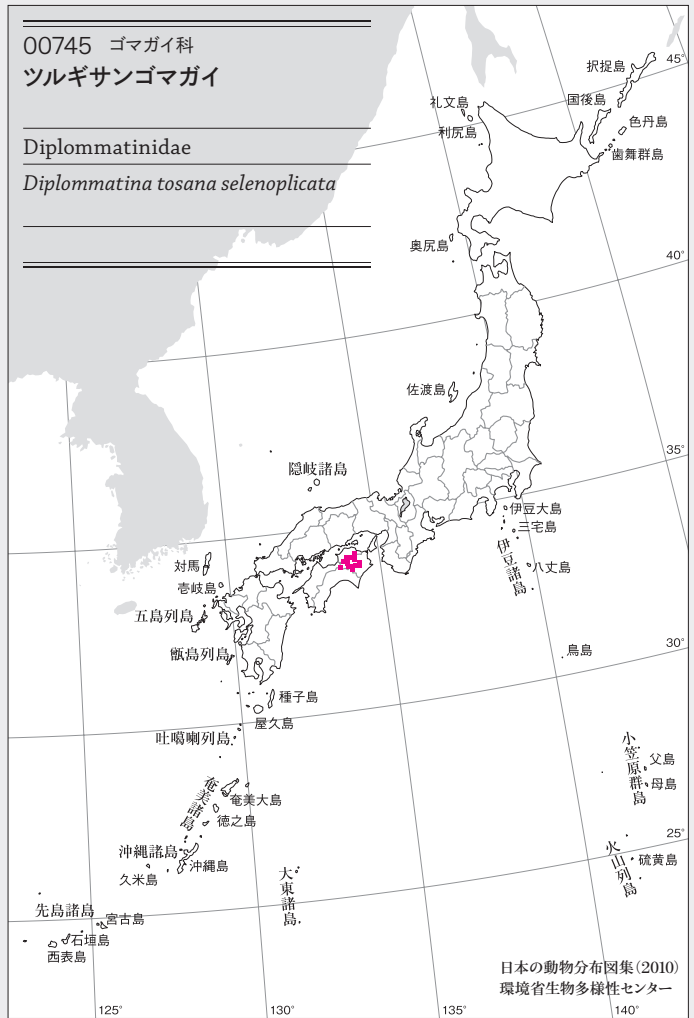 00745 ゴマガイ科
ツルギサンゴマガイ
Diplommatinidae
Diplommatina tosana selenoplicata
択捉島
45°
国後島
礼文島
色丹島
利尻島
歯舞群島
奥尻島
40°
佐渡島
35°
隠岐諸島
伊豆大島
三宅島
伊豆諸島
八丈島
対馬
壱岐島
五島列島
甑島列島
鳥島
30°
種子島
屋久島
吐噶喇列島
小笠原群島
父島
母島
奄美諸島
奄美大島
徳之島
25°
沖縄諸島
沖縄島
久米島
火山列島
硫黄島
大東諸島
先島諸島
宮古島
石垣島
西表島
日本の動物分布図集(2010)
環境省生物多様性センター
125°
130°
135°
140°